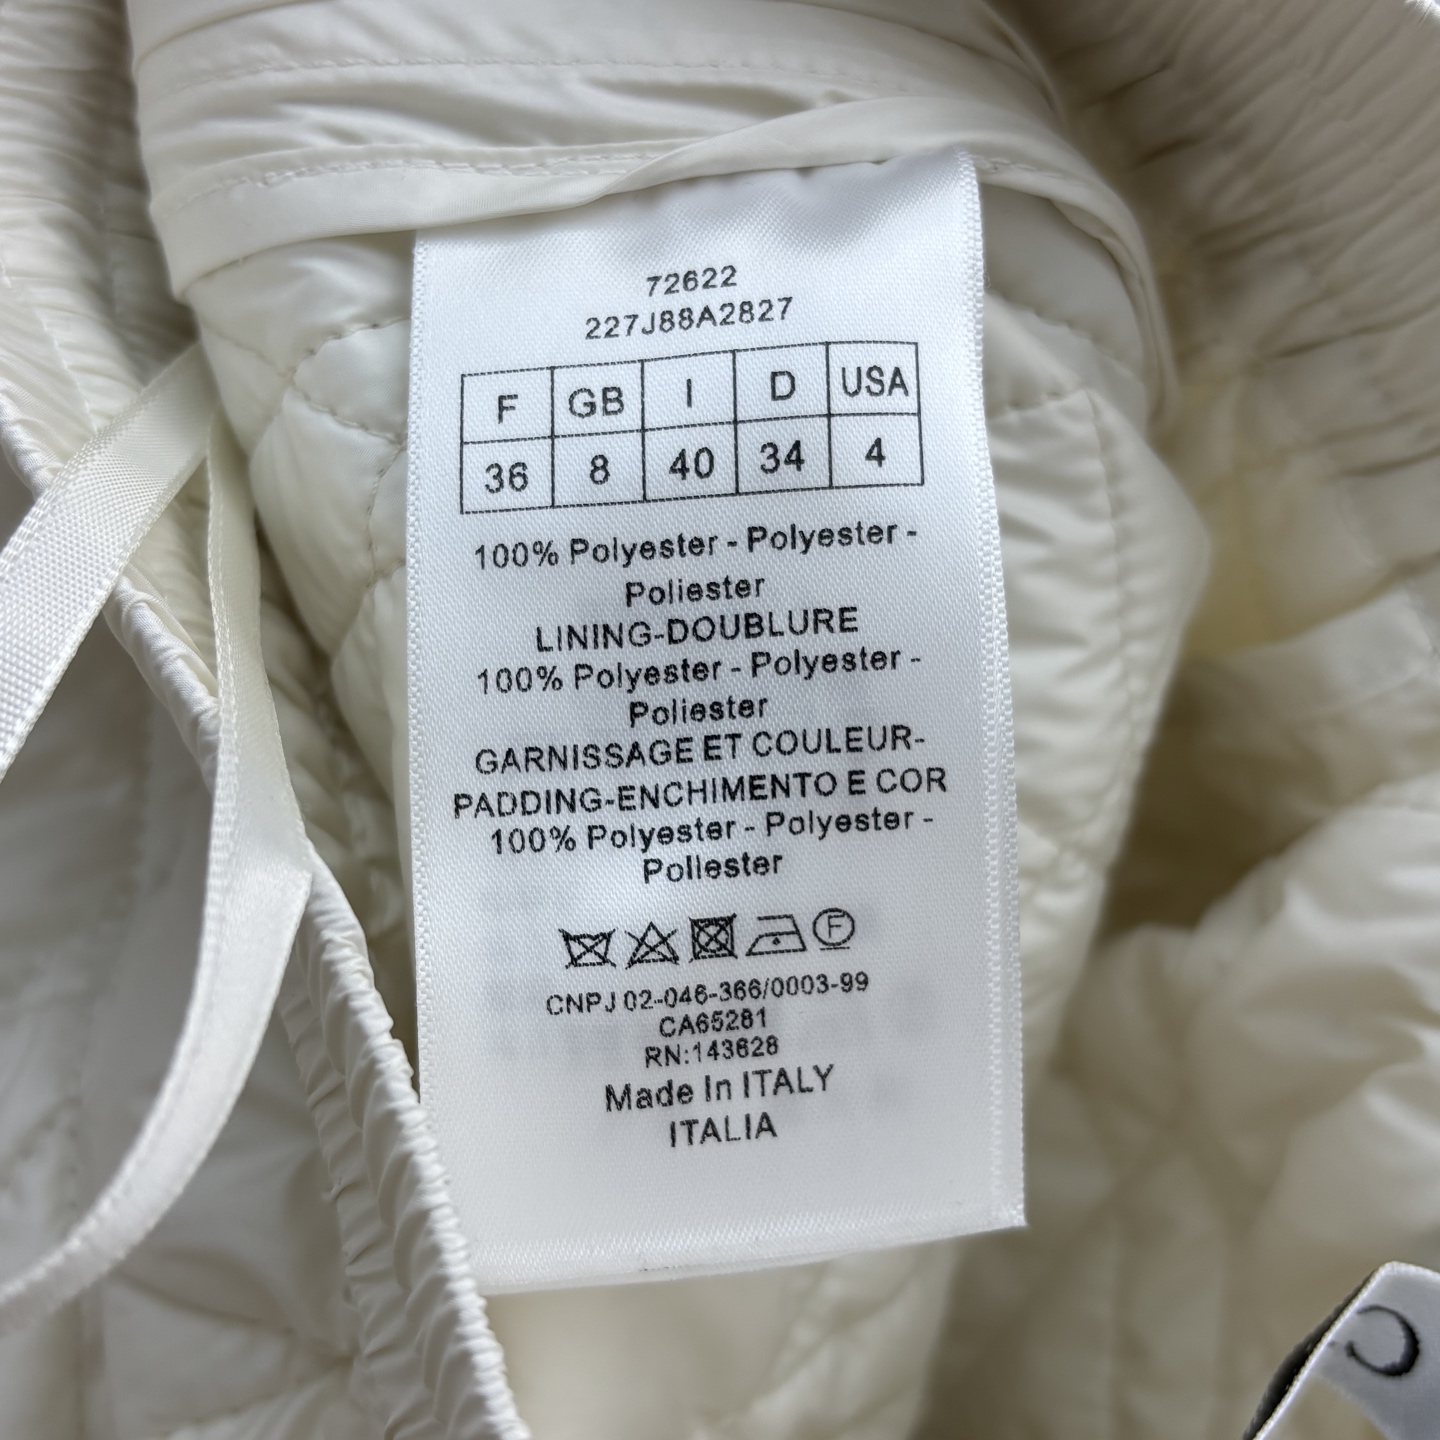 72622
227J88A2827
F GB I D USA
36 8 40 34 4
100% Polyester - Polyester -
Poliester
LINING-DOUBLURE
100% Polyester - Polyester -
Poliester
GARNISSAGE ET COULEUR-
PADDING-ENCHIMENTO E COR
100% Polyester - Polyester -
Poliester
F
CNPJ 02-046-366/0003-99
CA65281
RN:143628
Made In ITALY
ITALIA